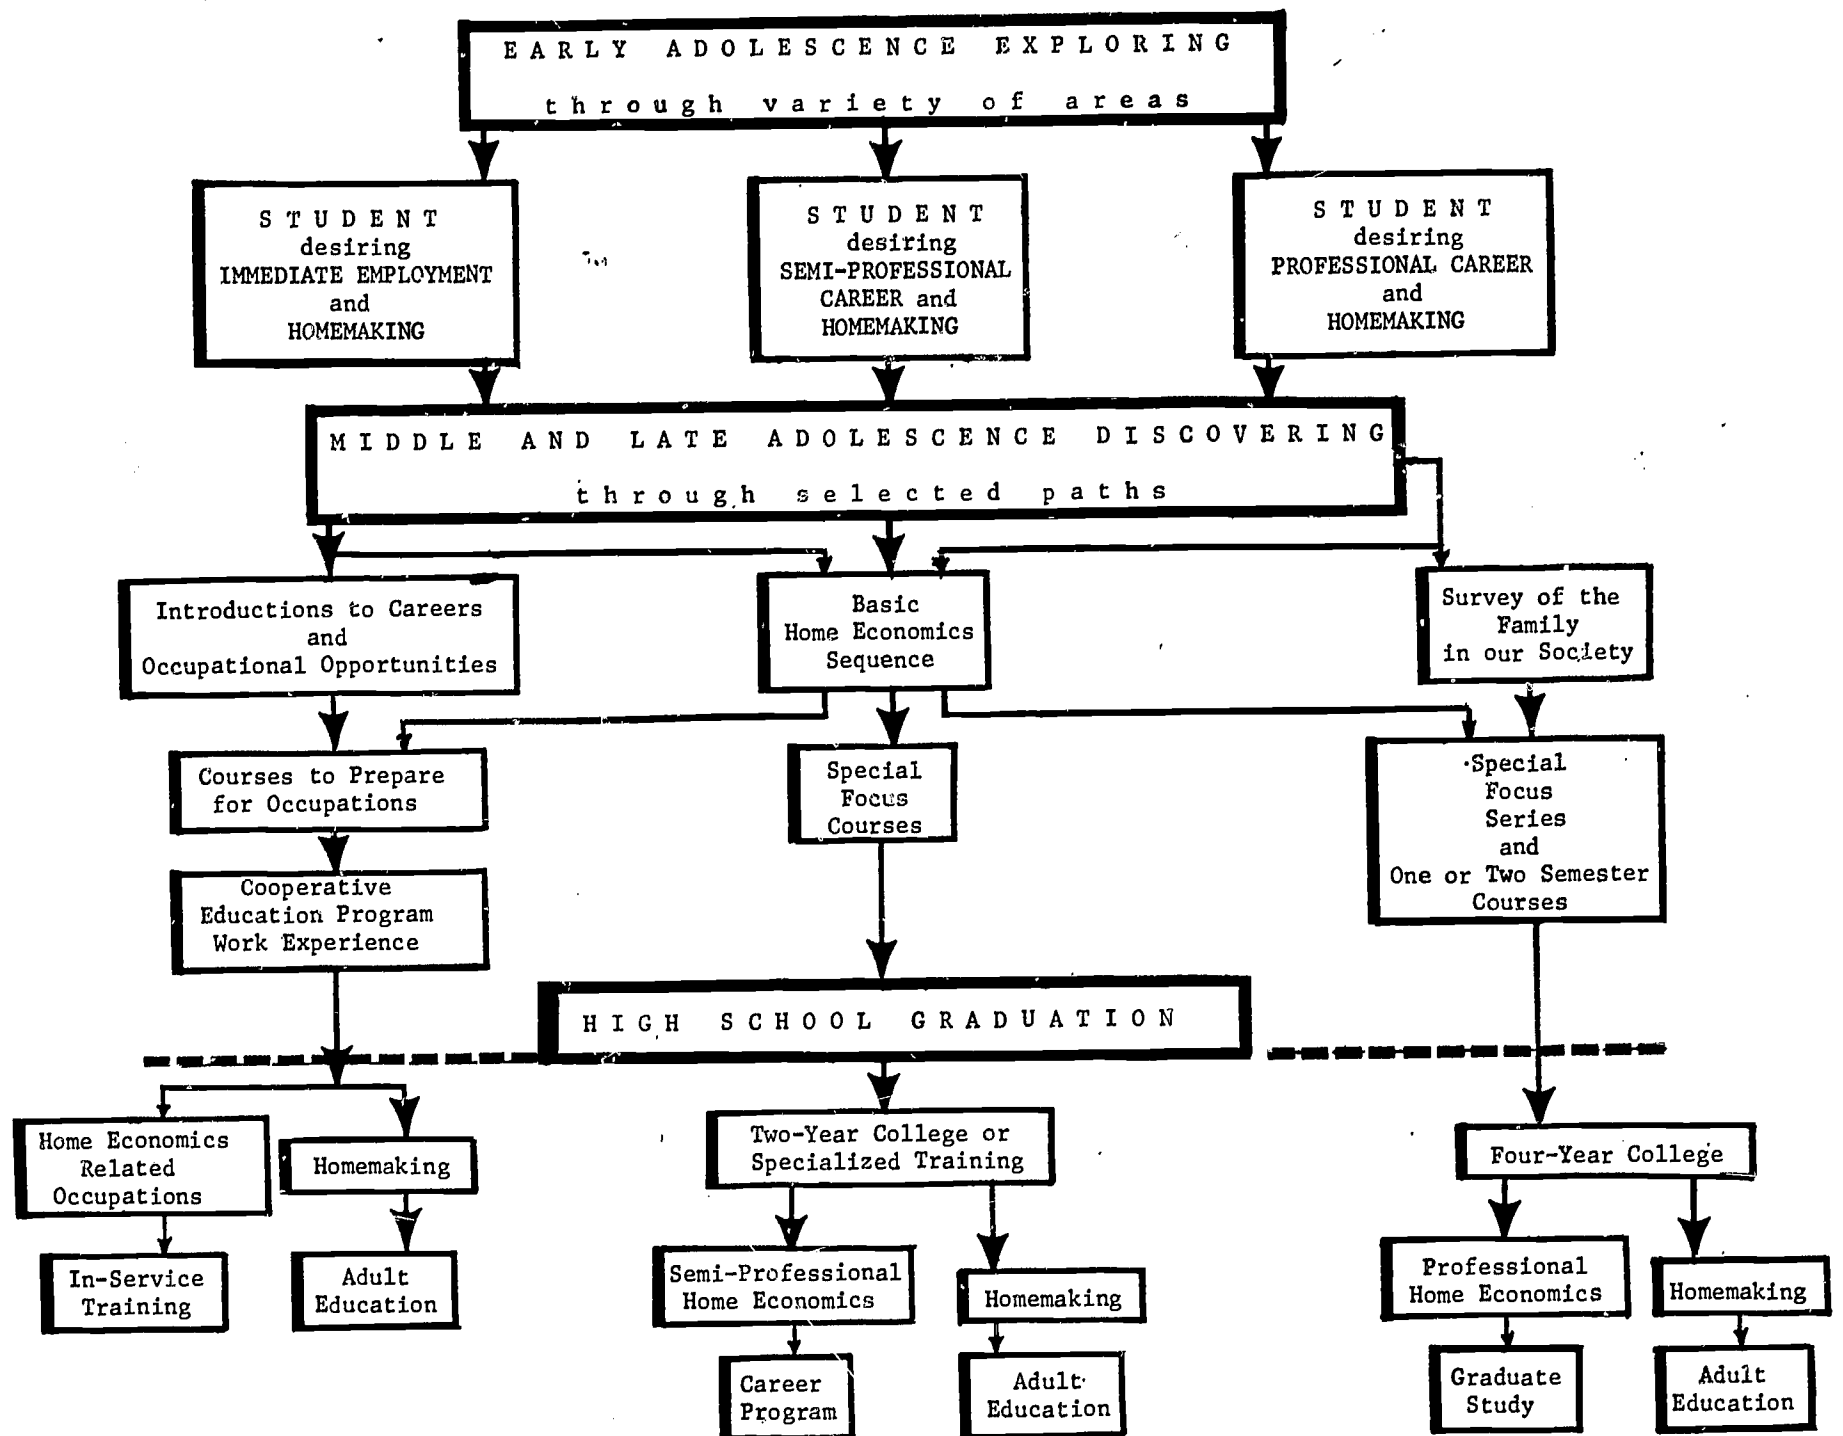 EARLY ADOLESCENCE EXPLORING
through variety of areas
STUDENT
desiring
IMMEDIATE EMPLOYMENT
and
HOMEMAKING
STUDENT
desiring
SEMI-PROFESSIONAL
CAREER and
HOMEMAKING
STUDENT
desiring
PROFESSIONAL CAREER
and
HOMEMAKING
MIDDLE AND LATE ADOLESCENCE DISCOVERING
through selected paths
Introductions to Careers
and
Occupational Opportunities
Basic
Home Economics
Sequence
Survey of the
Family
in our Society
Courses to Prepare
for Occupations
Special
Focus
Courses
Special
Focus
Series
and
One or Two Semester
Courses
Cooperative
Education Program
Work Experience
HIGH SCHOOL GRADUATION
Home Economics
Related
Occupations
Homemaking
Two-Year College or
Specialized Training
Four-Year College
In-Service
Training
Adult
Education
Semi-Professional
Home Economics
Homemaking
Professional
Home Economics
Homemaking
Career
Program
Adult
Education
Graduate
Study
Adult
Education